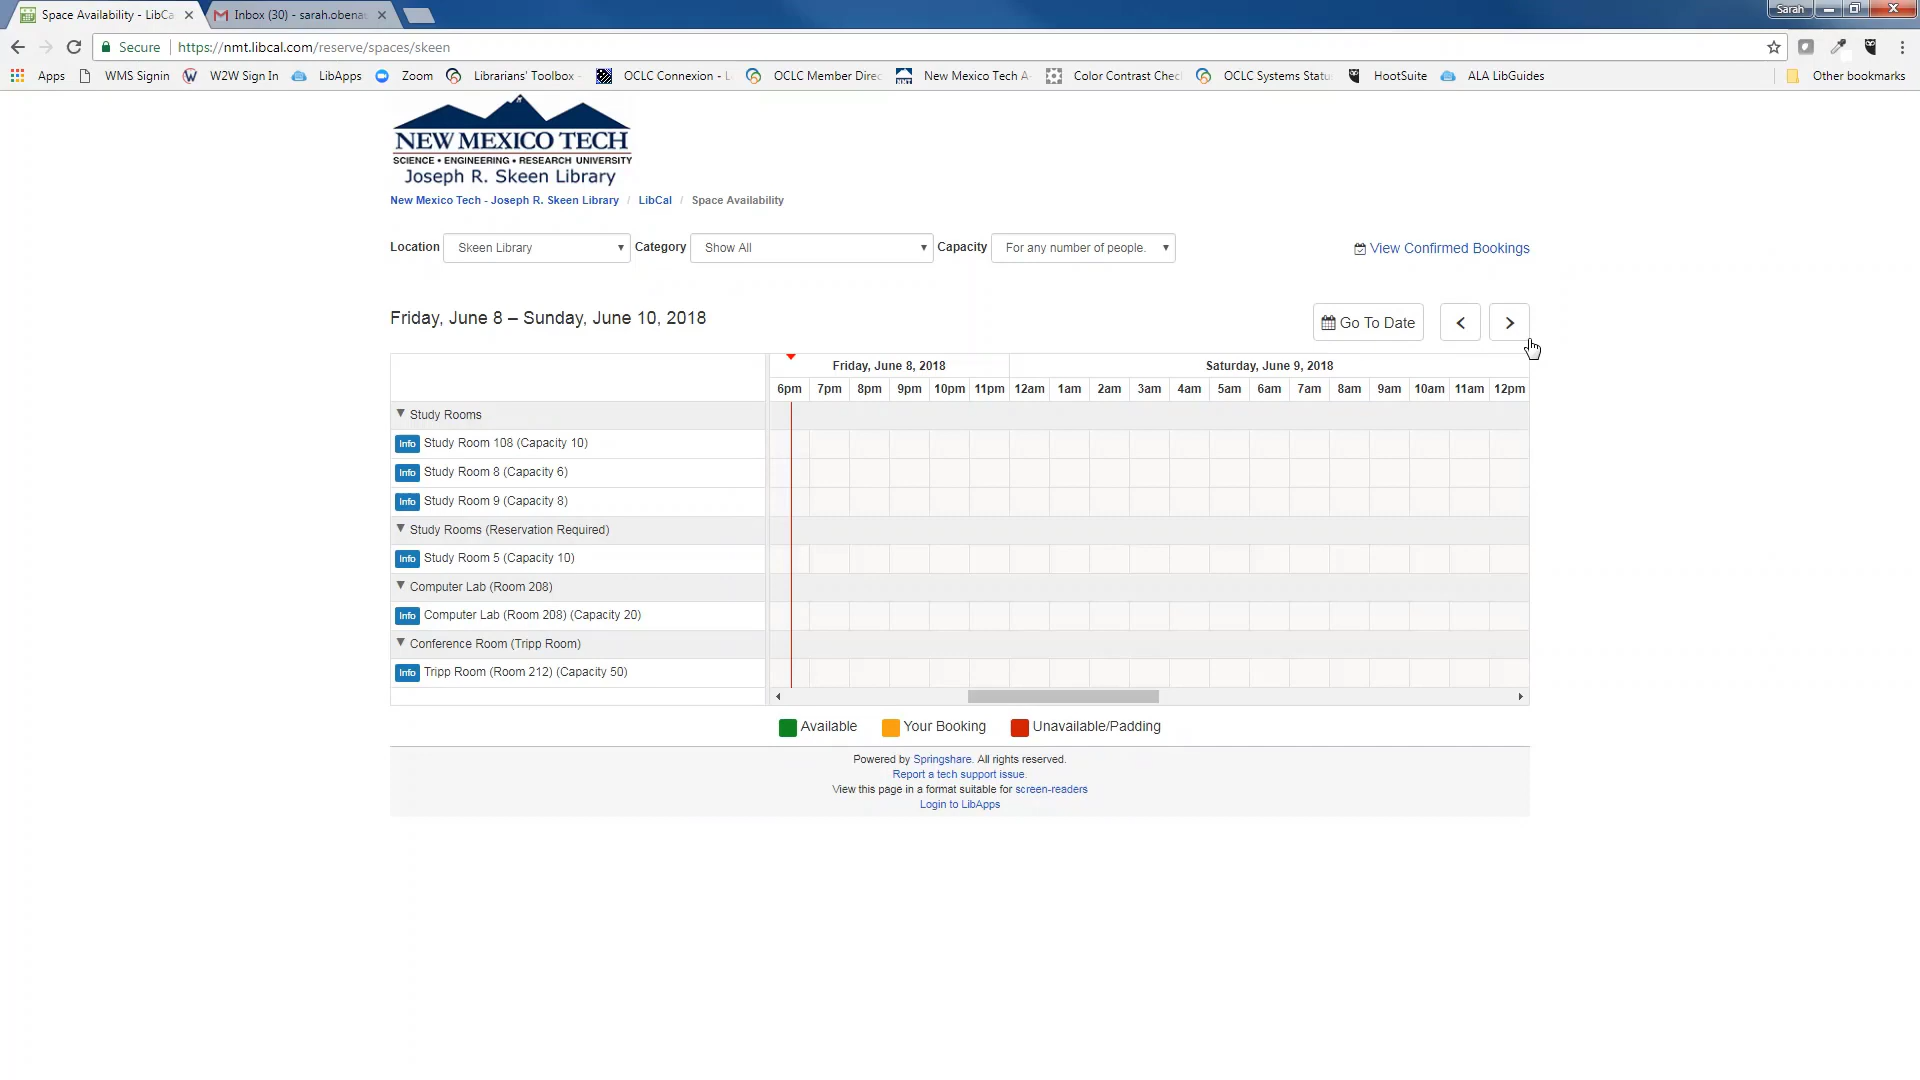 Space Availability - LibCa
Inbox (30) - sarah.obena
Sarah
Secure
https://nmt.libcal.com/reserve/spaces/skeen
Apps
WMS Signin
W2W Sign In
LibApps
Zoom
Librarians' Toolbox
OCLC Connexion -
OCLC Member Direc
New Mexico Tech A
Color Contrast Chec
OCLC Systems Statu
HootSuite
ALA LibGuides
Other bookmarks
NEW MEXICO TECH
SCIENCE • ENGINEERING • RESEARCH UNIVERSITY
Joseph R. Skeen Library
New Mexico Tech - Joseph R. Skeen Library / LibCal / Space Availability
Location Skeen Library Category Show All Capacity For any number of people.
View Confirmed Bookings
Friday, June 8 – Sunday, June 10, 2018
Go To Date
Friday, June 8, 2018 Saturday, June 9, 2018
6pm 7pm 8pm 9pm 10pm 11pm 12am 1am 2am 3am 4am 5am 6am 7am 8am 9am 10am 11am 12pm
Study Rooms
Info Study Room 108 (Capacity 10)
Info Study Room 8 (Capacity 6)
Info Study Room 9 (Capacity 8)
Study Rooms (Reservation Required)
Info Study Room 5 (Capacity 10)
Computer Lab (Room 208)
Info Computer Lab (Room 208) (Capacity 20)
Conference Room (Tripp Room)
Info Tripp Room (Room 212) (Capacity 50)
Available Your Booking Unavailable/Padding
Powered by Springshare. All rights reserved.
Report a tech support issue.
View this page in a format suitable for screen-readers
Login to LibApps